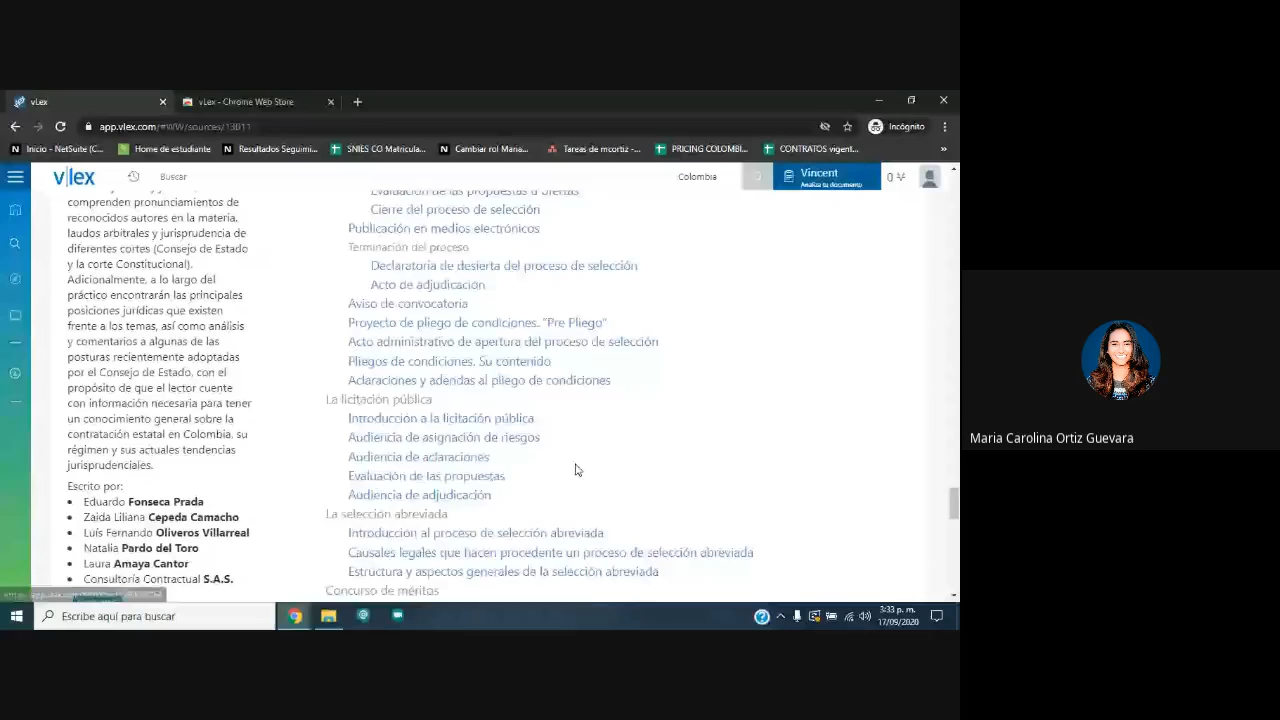 vLex
vLex - Chrome Web Store
app.vlex.com/#WW/sources/13011
Incógnito
Inicio - NetSuite (C...
Home de estudiante
Resultados Seguimi...
SNIES CO Matricula...
Cambiar rol Maria...
Tareas de mcortiz -...
PRICING COLOMBI...
CONTRATOS vigent...
»
v|lex
Buscar
Colombia
Vincent
Analiza tu documento
0
comprenden pronunciamientos de
reconocidos autores en la materia,
laudos arbitrales y jurisprudencia de
diferentes cortes (Consejo de Estado
y la corte Constitucional).
Adicionalmente, a lo largo del
práctico encontrarán las principales
posiciones jurídicas que existen
frente a los temas, así como análisis
y comentarios a algunas de las
posturas recientemente adoptadas
por el Consejo de Estado, con el
propósito de que el lector cuente
con información necesaria para tener
un conocimiento general sobre la
contratación estatal en Colombia, su
régimen y sus actuales tendencias
jurisprudenciales.
Escrito por:
• Eduardo Fonseca Prada
• Zaida Liliana Cepeda Camacho
• Luís Fernando Oliveros Villarreal
• Natalia Pardo del Toro
• Laura Amaya Cantor
• Consultoría Contractual S.A.S.
Evaluación de las propuestas u ofertas
Cierre del proceso de selección
Publicación en medios electrónicos
Terminación del proceso
Declaratoria de desierta del proceso de selección
Acto de adjudicación
Aviso de convocatoria
Proyecto de pliego de condiciones. "Pre Pliego"
Acto administrativo de apertura del proceso de selección
Pliegos de condiciones. Su contenido
Aclaraciones y adendas al pliego de condiciones
La licitación pública
Introducción a la licitación pública
Audiencia de asignación de riesgos
Audiencia de aclaraciones
Evaluación de las propuestas
Audiencia de adjudicación
La selección abreviada
Introducción al proceso de selección abreviada
Causales legales que hacen procedente un proceso de selección abreviada
Estructura y aspectos generales de la selección abreviada
Concurso de méritos
Escribe aquí para buscar
3:33 p. m.
17/09/2020
Maria Carolina Ortiz Guevara